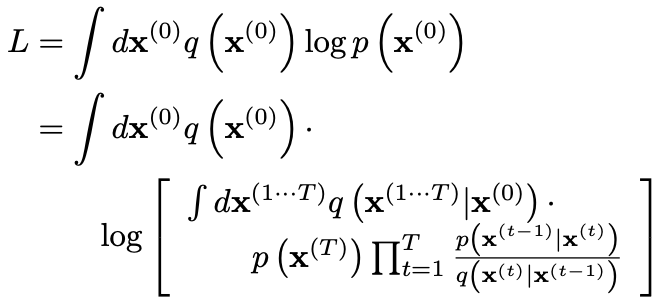 L = ∫ d𝐱^(0) q (𝐱^(0)) log p (𝐱^(0))
= ∫ d𝐱^(0) q (𝐱^(0)) ·
log [ ∫ d𝐱^(1···T) q (𝐱^(1···T) | 𝐱^(0)) ·
p (𝐱^(T)) ∏_{t=1}^{T} p(𝐱^(t−1) | 𝐱^(t)) / q(𝐱^(t) | 𝐱^(t−1)) ]